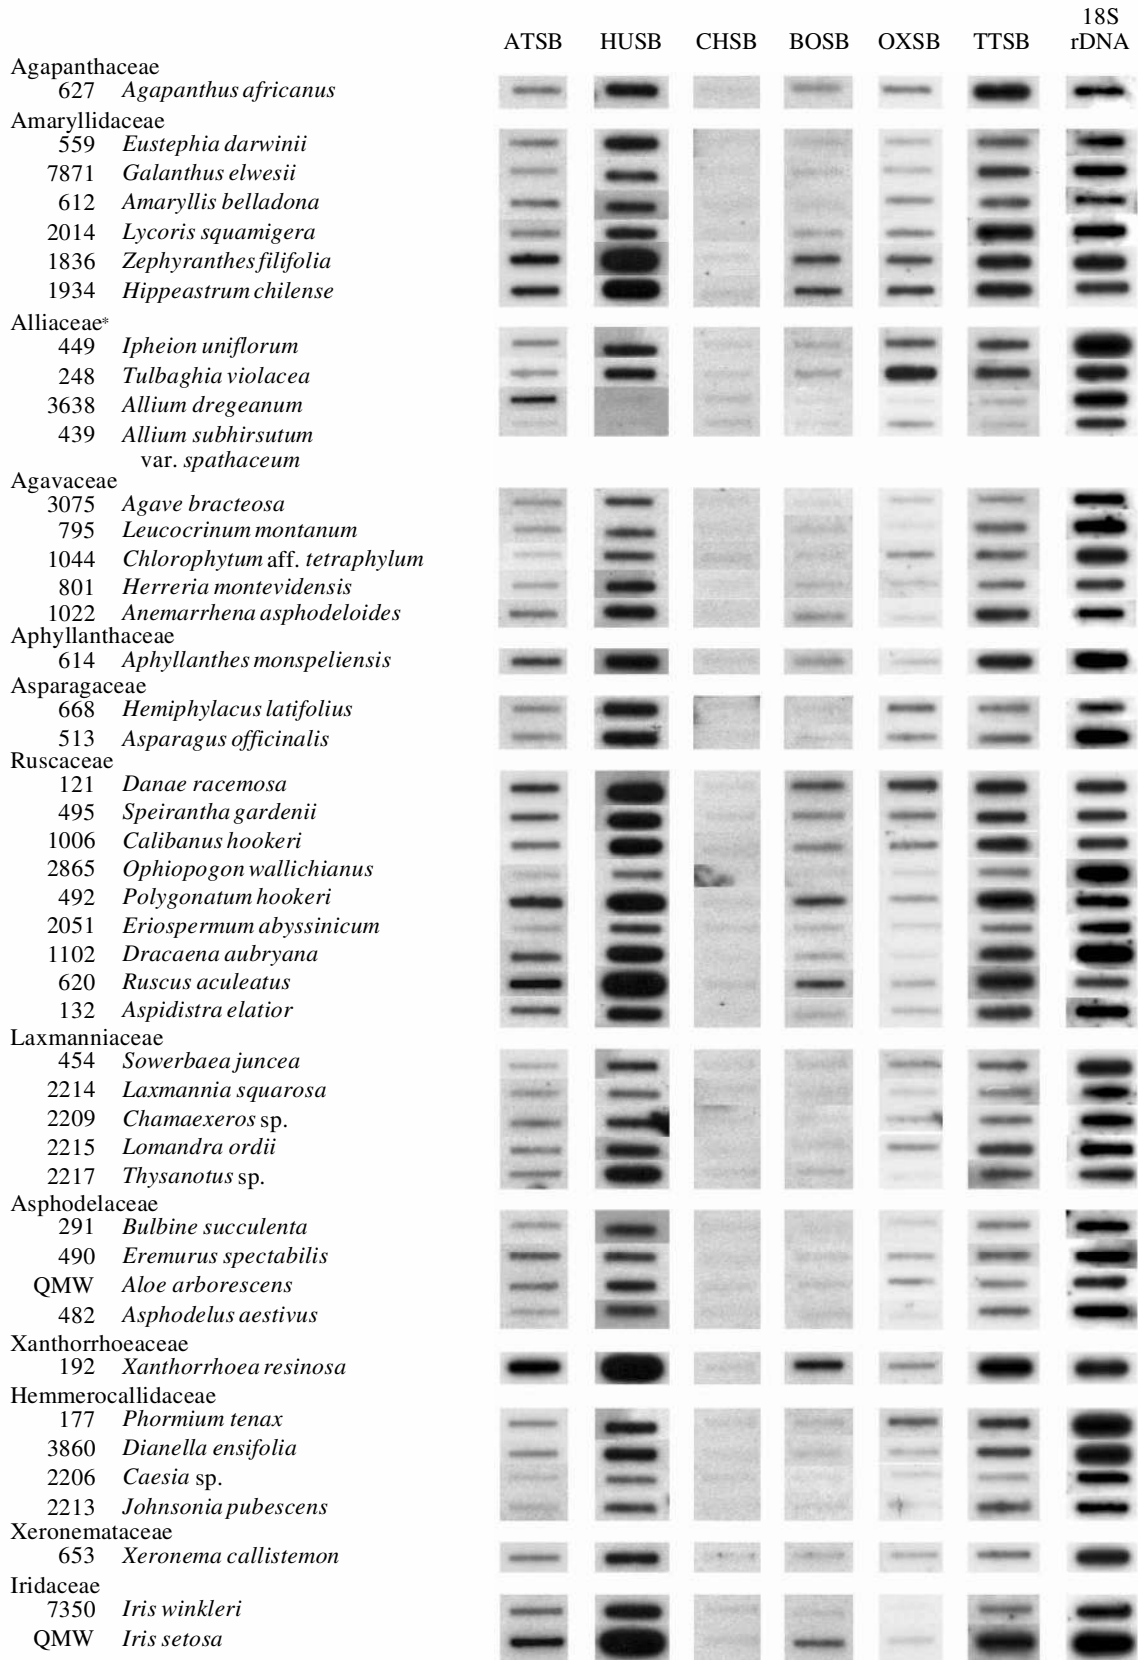 18S
ATSB HUSB CHSB BOSB OXSB TTSB rDNA
Agapanthaceae
627 Agapanthus africanus
Amaryllidaceae
559 Eustephia darwinii
7871 Galanthus elwesii
612 Amaryllis belladona
2014 Lycoris squamigera
1836 Zephyranthes filifolia
1934 Hippeastrum chilense
Alliaceae*
449 Ipheion uniflorum
248 Tulbaghia violacea
3638 Allium dregeanum
439 Allium subhirsutum
var. spathaceum
Agavaceae
3075 Agave bracteosa
795 Leucocrinum montanum
1044 Chlorophytum aff. tetraphylum
801 Herreria montevidensis
1022 Anemarrhena asphodeloides
Aphyllanthaceae
614 Aphyllanthes monspeliensis
Asparagaceae
668 Hemiphylacus latifolius
513 Asparagus officinalis
Ruscaceae
121 Danae racemosa
495 Speirantha gardenii
1006 Calibanus hookeri
2865 Ophiopogon wallichianus
492 Polygonatum hookeri
2051 Eriospermum abyssinicum
1102 Dracaena aubryana
620 Ruscus aculeatus
132 Aspidistra elatior
Laxmanniaceae
454 Sowerbaea juncea
2214 Laxmannia squarosa
2209 Chamaexeros sp.
2215 Lomandra ordii
2217 Thysanotus sp.
Asphodelaceae
291 Bulbine succulenta
490 Eremurus spectabilis
QMW Aloe arborescens
482 Asphodelus aestivus
Xanthorrhoeaceae
192 Xanthorrhoea resinosa
Hemmerocallidaceae
177 Phormium tenax
3860 Dianella ensifolia
2206 Caesia sp.
2213 Johnsonia pubescens
Xeronemataceae
653 Xeronema callistemon
Iridaceae
7350 Iris winkleri
QMW Iris setosa